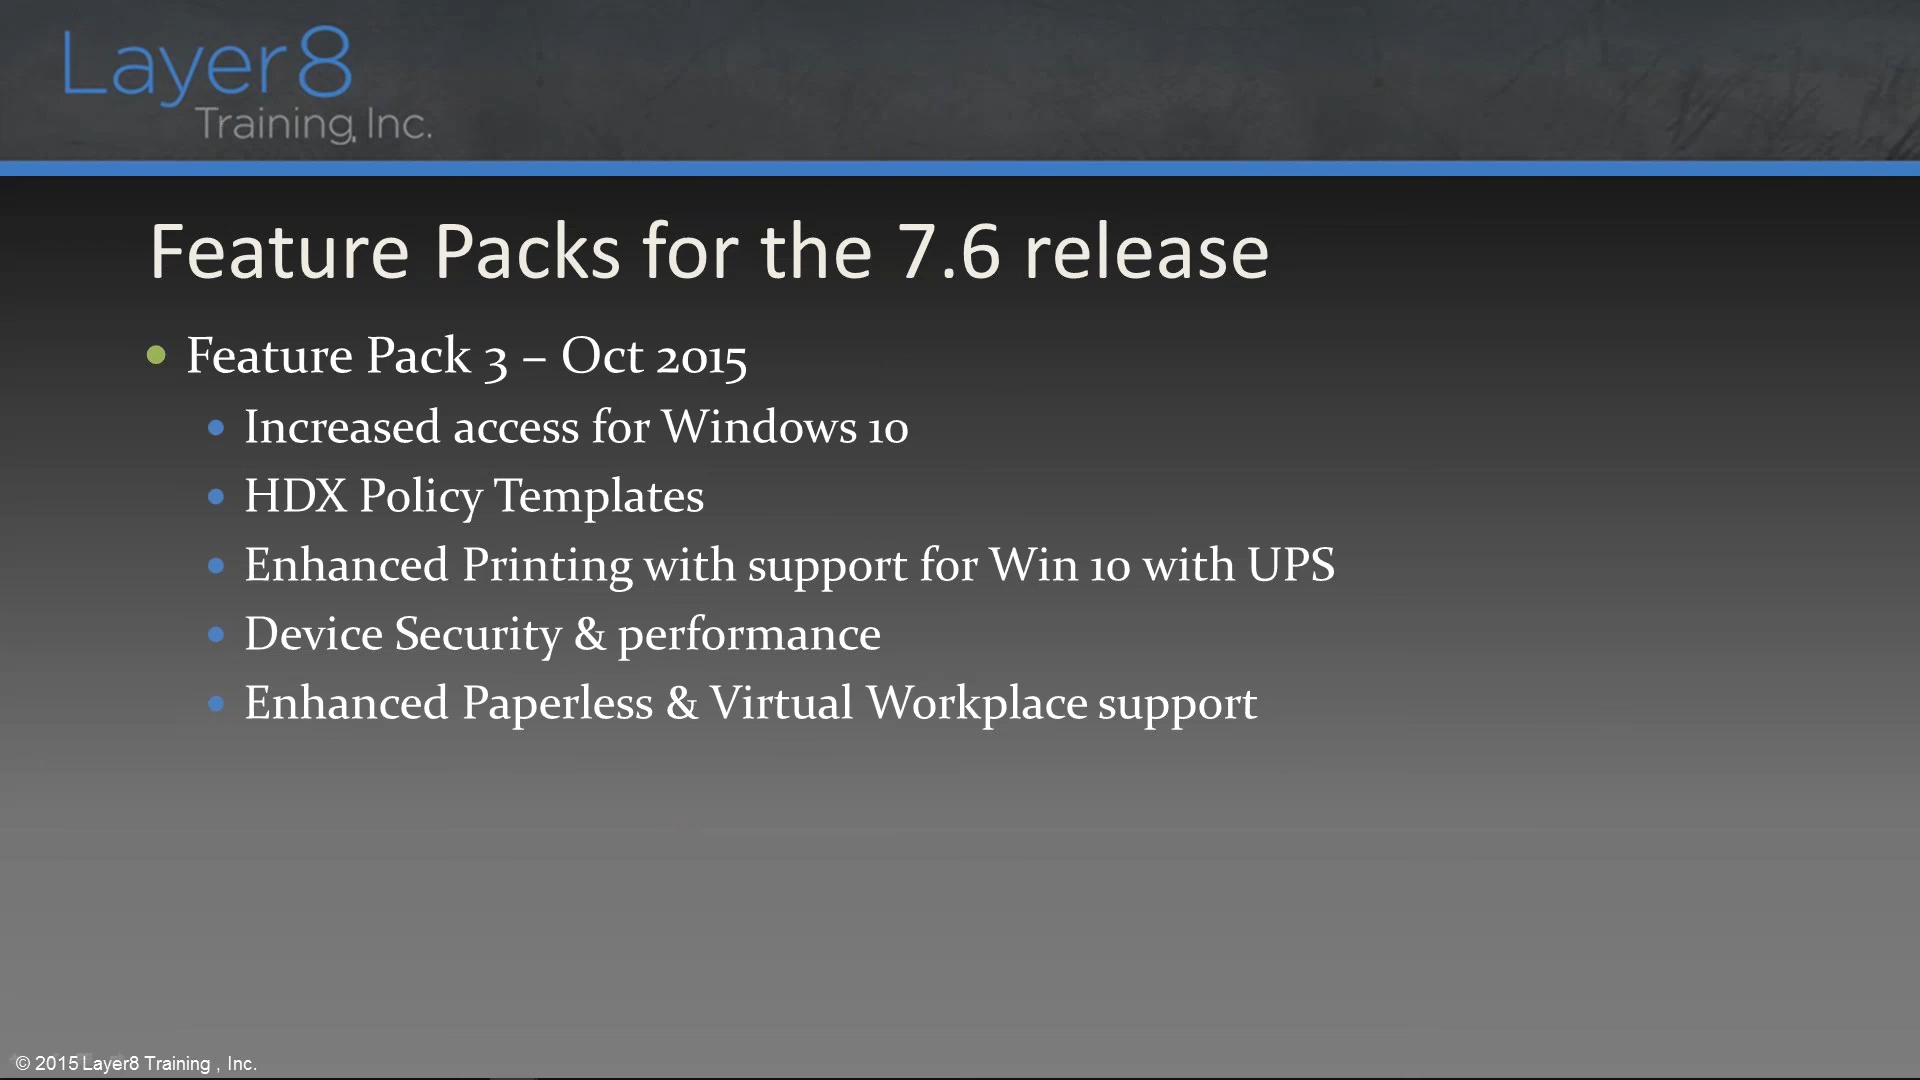 Layer8
Training, Inc.
Feature Packs for the 7.6 release
Feature Pack 3 – Oct 2015
Increased access for Windows 10
HDX Policy Templates
Enhanced Printing with support for Win 10 with UPS
Device Security & performance
Enhanced Paperless & Virtual Workplace support
© 2015 Layer8 Training , Inc.